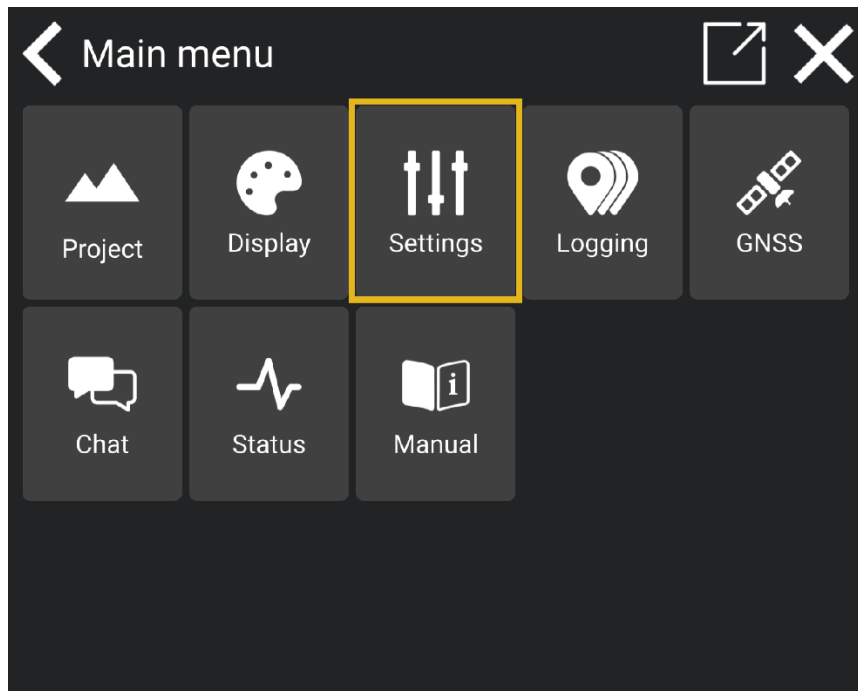 Main menu
Project
Display
Settings
Logging
GNSS
Chat
Status
i
Manual